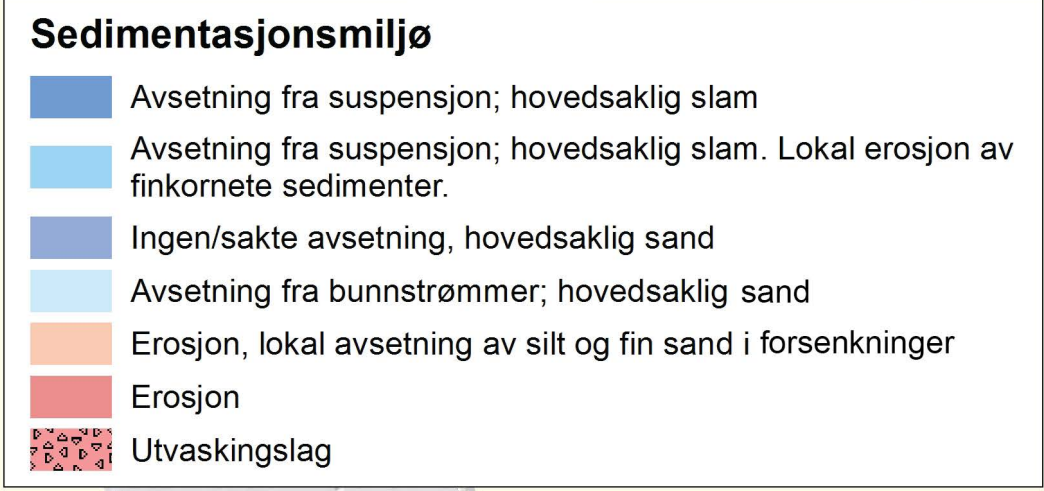 Sedimentasjonsmiljø
Avsetning fra suspensjon; hovedsaklig slam
Avsetning fra suspensjon; hovedsaklig slam. Lokal erosjon av
finkornete sedimenter.
Ingen/sakte avsetning, hovedsaklig sand
Avsetning fra bunnstrømmer; hovedsaklig sand
Erosjon, lokal avsetning av silt og fin sand i forsenkninger
Erosjon
Utvaskingslag